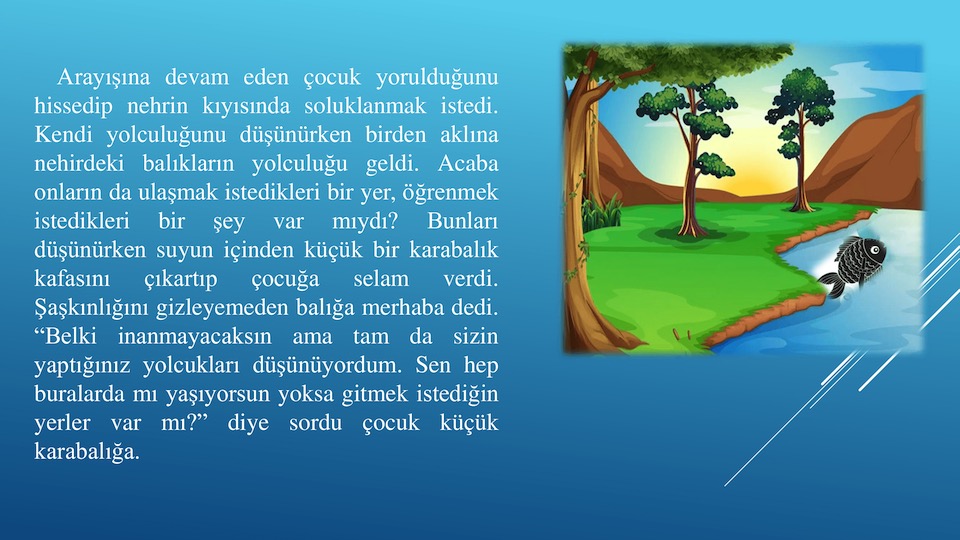 Arayışına devam eden çocuk yorulduğunu
hissedip nehrin kıyısında soluklanmak istedi.
Kendi yolculuğunu düşünürken birden aklına
nehirdeki balıkların yolculuğu geldi. Acaba
onların da ulaşmak istedikleri bir yer, öğrenmek
istedikleri bir şey var mıydı? Bunları
düşünürken suyun içinden küçük bir karabalık
kafasını çıkartıp çocuğa selam verdi.
Şaşkınlığını gizleyemeden balığa merhaba dedi.
“Belki inanmayacaksın ama tam da sizin
yaptığınız yolcukları düşünüyordum. Sen hep
buralarda mı yaşıyorsun yoksa gitmek istediğin
yerler var mı?” diye sordu çocuk küçük
karabalığa.